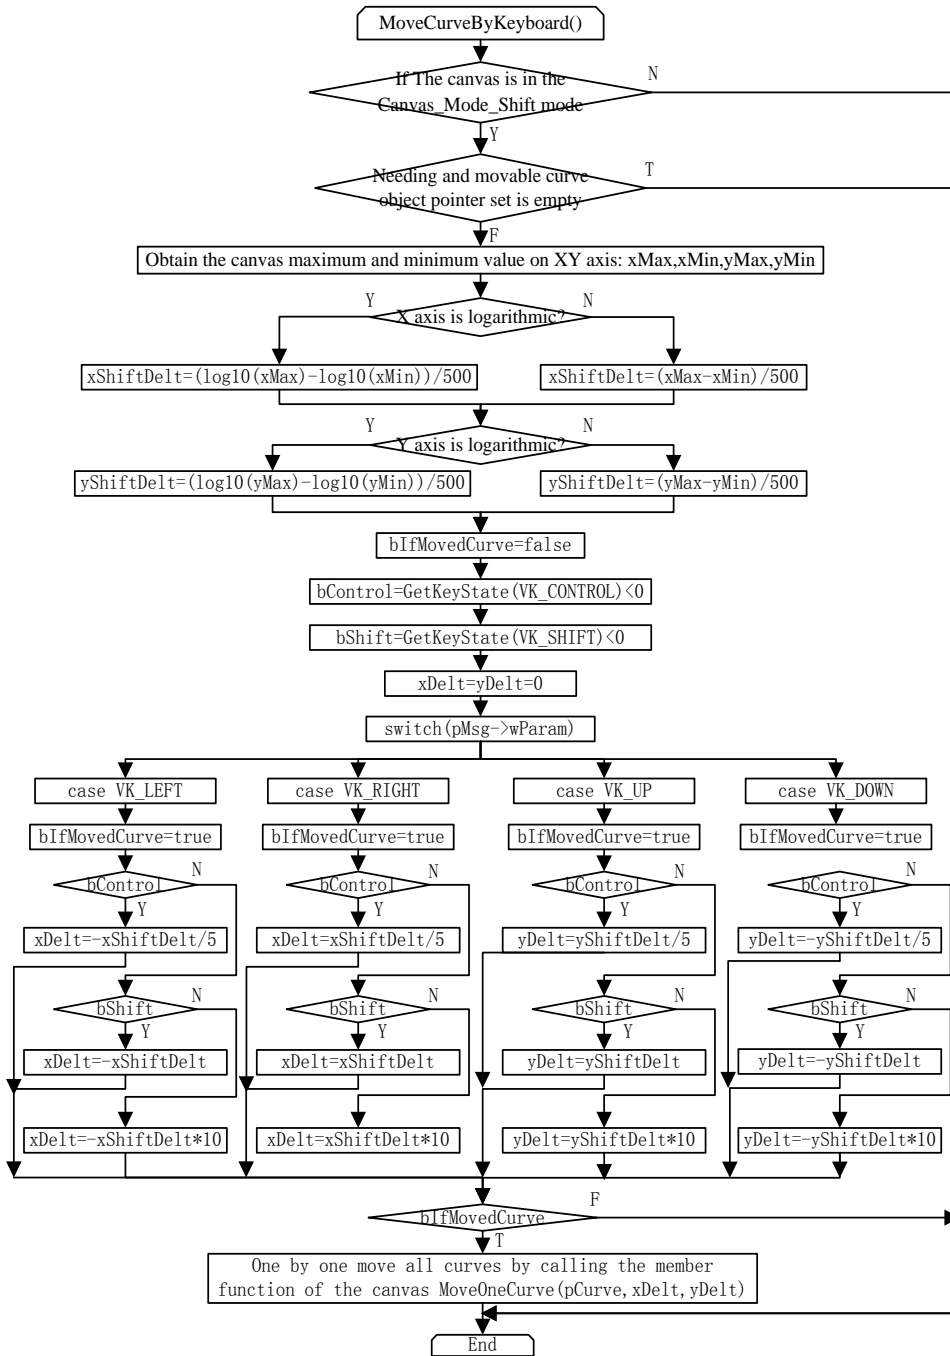 MoveCurveByKeyboard()
If The canvas is in the
Canvas_Mode_Shift mode
N
Y
Needing and movable curve
object pointer set is empty
T
F
Obtain the canvas maximum and minimum value on XY axis: xMax,xMin,yMax,yMin
Y
X axis is logarithmic?
N
xShiftDelt=(log10(xMax)-log10(xMin))/500
xShiftDelt=(xMax-xMin)/500
Y
Y axis is logarithmic?
N
yShiftDelt=(log10(yMax)-log10(yMin))/500
yShiftDelt=(yMax-yMin)/500
bIfMovedCurve=false
bControl=GetKeyState(VK_CONTROL)<0
bShift=GetKeyState(VK_SHIFT)<0
xDelt=yDelt=0
switch(pMsg->wParam)
case VK_LEFT
case VK_RIGHT
case VK_UP
case VK_DOWN
bIfMovedCurve=true
bIfMovedCurve=true
bIfMovedCurve=true
bIfMovedCurve=true
bControl
N
bControl
N
bControl
N
bControl
N
Y
Y
Y
Y
xDelt=-xShiftDelt/5
xDelt=xShiftDelt/5
yDelt=yShiftDelt/5
yDelt=-yShiftDelt/5
bShift
N
bShift
N
bShift
N
bShift
N
Y
Y
Y
Y
xDelt=-xShiftDelt
xDelt=xShiftDelt
yDelt=yShiftDelt
yDelt=-yShiftDelt
xDelt=-xShiftDelt*10
xDelt=xShiftDelt*10
yDelt=yShiftDelt*10
yDelt=-yShiftDelt*10
bIfMovedCurve
F
T
One by one move all curves by calling the member
function of the canvas MoveOneCurve(pCurve,xDelt,yDelt)
End